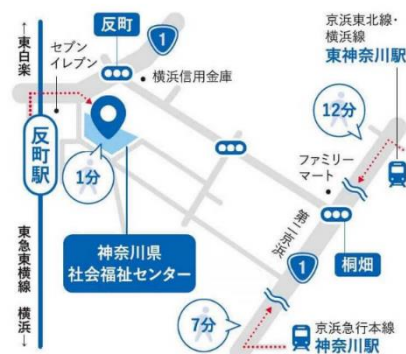 京浜東北線・
横浜線
東神奈川駅
反町
1
←東白楽
セブン
イレブン
横浜信用金庫
12分
反町駅
1分
ファミリー
マート
神奈川県
社会福祉センター
第二京浜
1
桐畑
東急東横線 横浜→
7分
京浜急行本線
神奈川駅